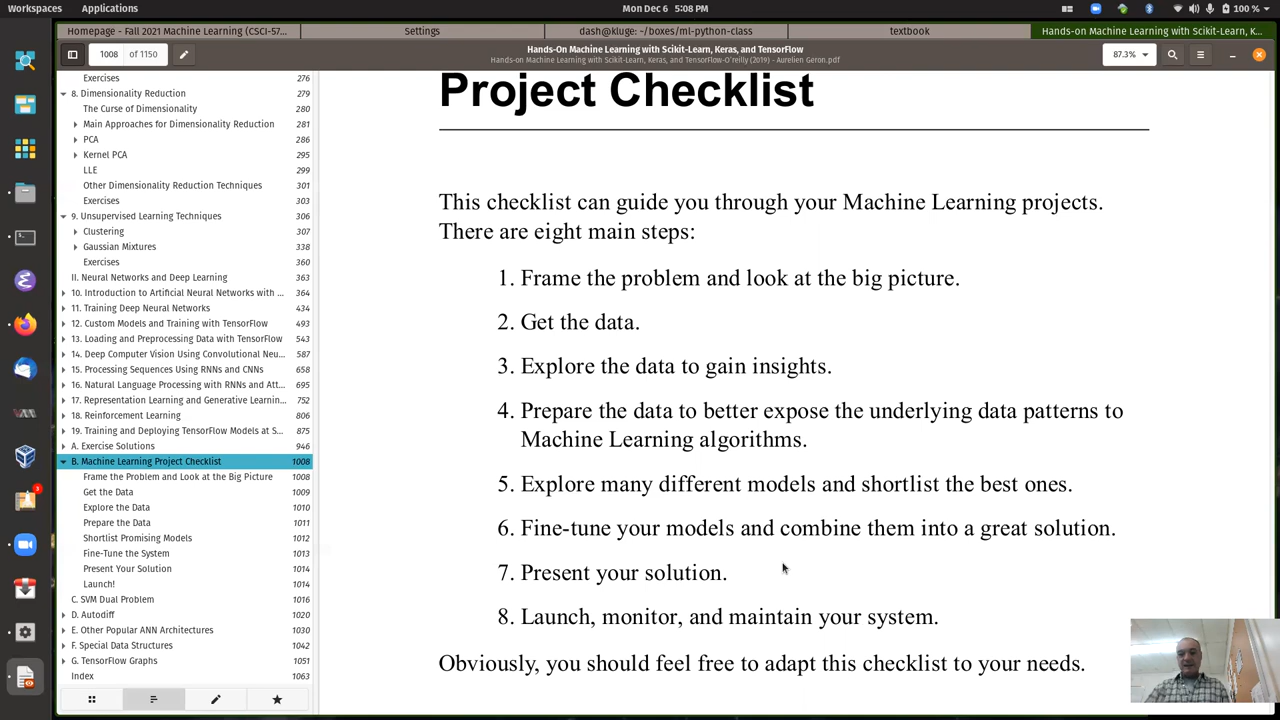 Workspaces Applications Mon Dec 6 5:08 PM 100 %
Homepage - Fall 2021 Machine Learning (CSCI-57... Settings dash@kluge: ~/boxes/ml-python-class textbook Hands-On Machine Learning with Scikit-Learn, K...
1008 of 1150 Hands-On Machine Learning with Scikit-Learn, Keras, and TensorFlow 87.3%
Hands-on Machine Learning with Scikit-Learn, Keras, and TensorFlow-O'reilly (2019) - Aurelien Geron.pdf
Exercises 276
8. Dimensionality Reduction 279
The Curse of Dimensionality 280
Main Approaches for Dimensionality Reduction 281
PCA 286
Kernel PCA 295
LLE 299
Other Dimensionality Reduction Techniques 301
Exercises 303
9. Unsupervised Learning Techniques 306
Clustering 307
Gaussian Mixtures 338
Exercises 360
II. Neural Networks and Deep Learning 363
10. Introduction to Artificial Neural Networks with ... 364
11. Training Deep Neural Networks 434
12. Custom Models and Training with TensorFlow 493
13. Loading and Preprocessing Data with TensorFlow 543
14. Deep Computer Vision Using Convolutional Neu... 587
15. Processing Sequences Using RNNs and CNNs 658
16. Natural Language Processing with RNNs and Att... 695
17. Representation Learning and Generative Learnin... 752
18. Reinforcement Learning 806
19. Training and Deploying TensorFlow Models at S... 875
A. Exercise Solutions 946
B. Machine Learning Project Checklist 1008
Frame the Problem and Look at the Big Picture 1008
Get the Data 1009
Explore the Data 1010
Prepare the Data 1011
Shortlist Promising Models 1012
Fine-Tune the System 1013
Present Your Solution 1014
Launch! 1014
C. SVM Dual Problem 1016
D. Autodiff 1020
E. Other Popular ANN Architectures 1030
F. Special Data Structures 1042
G. TensorFlow Graphs 1051
Index 1063
Project Checklist
This checklist can guide you through your Machine Learning projects.
There are eight main steps:
1. Frame the problem and look at the big picture.
2. Get the data.
3. Explore the data to gain insights.
4. Prepare the data to better expose the underlying data patterns to
Machine Learning algorithms.
5. Explore many different models and shortlist the best ones.
6. Fine-tune your models and combine them into a great solution.
7. Present your solution.
8. Launch, monitor, and maintain your system.
Obviously, you should feel free to adapt this checklist to your needs.